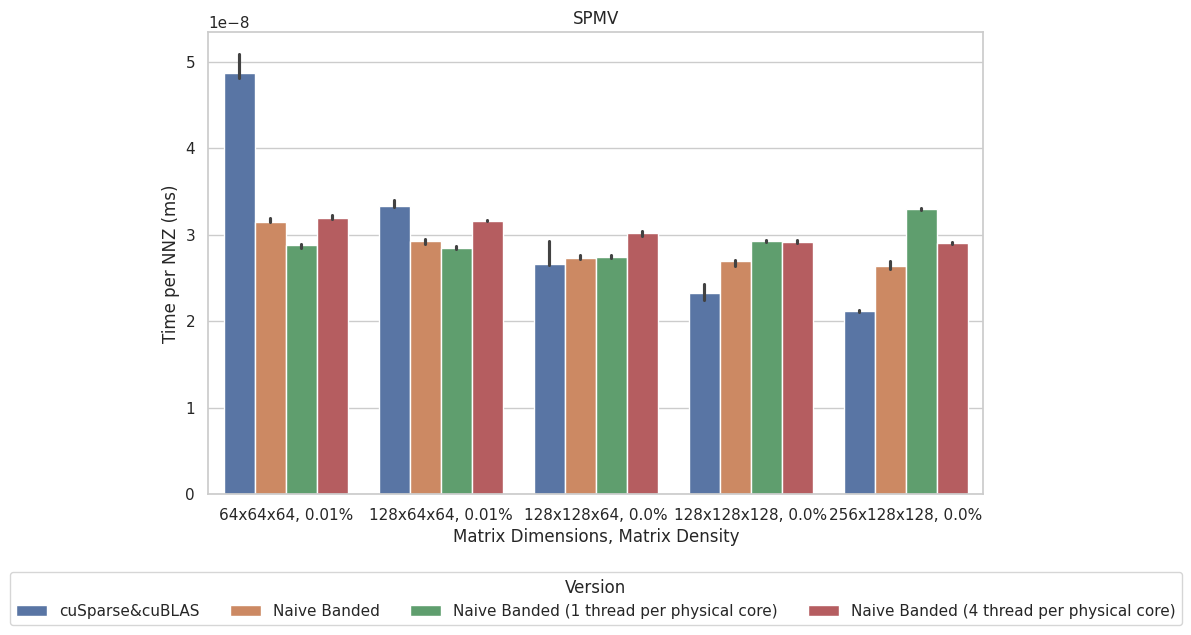 SPMV
1e−8
5
4
3
2
1
0
Time per NNZ (ms)
64x64x64, 0.01% 128x64x64, 0.01% 128x128x64, 0.0% 128x128x128, 0.0% 256x128x128, 0.0%
Matrix Dimensions, Matrix Density
Version
cuSparse&cuBLAS Naive Banded Naive Banded (1 thread per physical core) Naive Banded (4 thread per physical core)